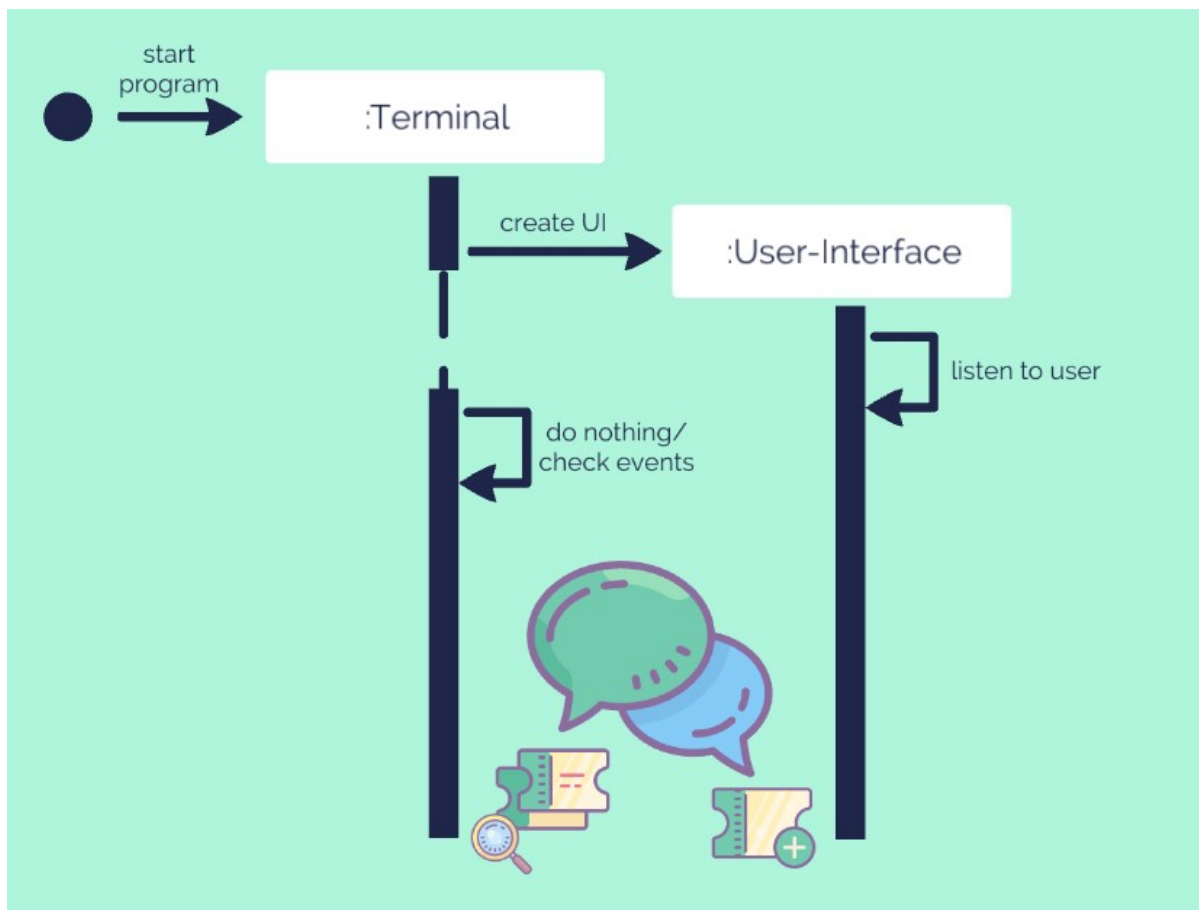 start
program
:Terminal
create UI
:User-Interface
listen to user
do nothing/
check events